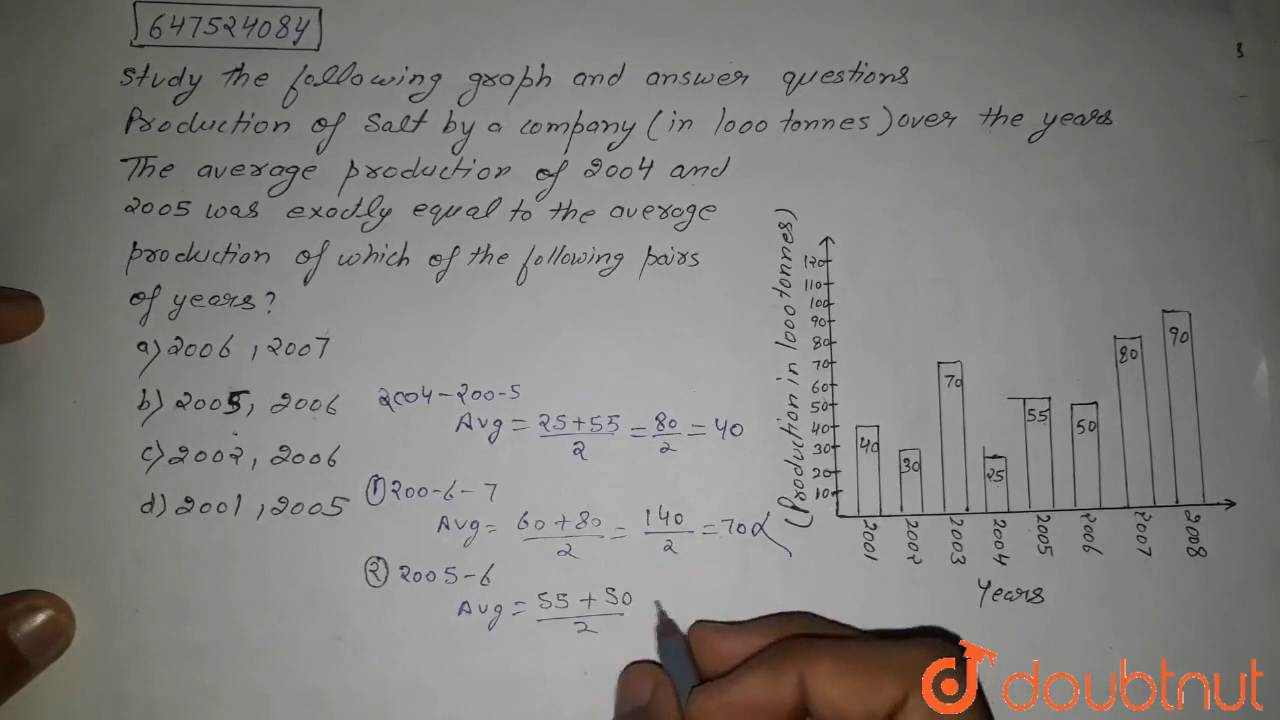 647524084
Study the following graph and answer questions
Production of Salt by a company (in 1000 tonnes) over the years
The average production of 2004 and
2005 was exactly equal to the average
production of which of the following pairs
of years?
a) 2006, 2007
b) 2005, 2006
c) 2002, 2006
d) 2001, 2005
2004-200-5
Avg = 25+55/2 = 80/2 = 40
① 200-6-7
Avg = 60+80/2 = 140/2 = 70
② 2005-6
Avg = 55+50/2
(Production in 1000 tonnes)
120
110
100
90
80
70
60
50
40
30
20
10
40
30
70
25
55
50
80
90
2001
2002
2003
2004
2005
2006
2007
2008
Years
doubtnut